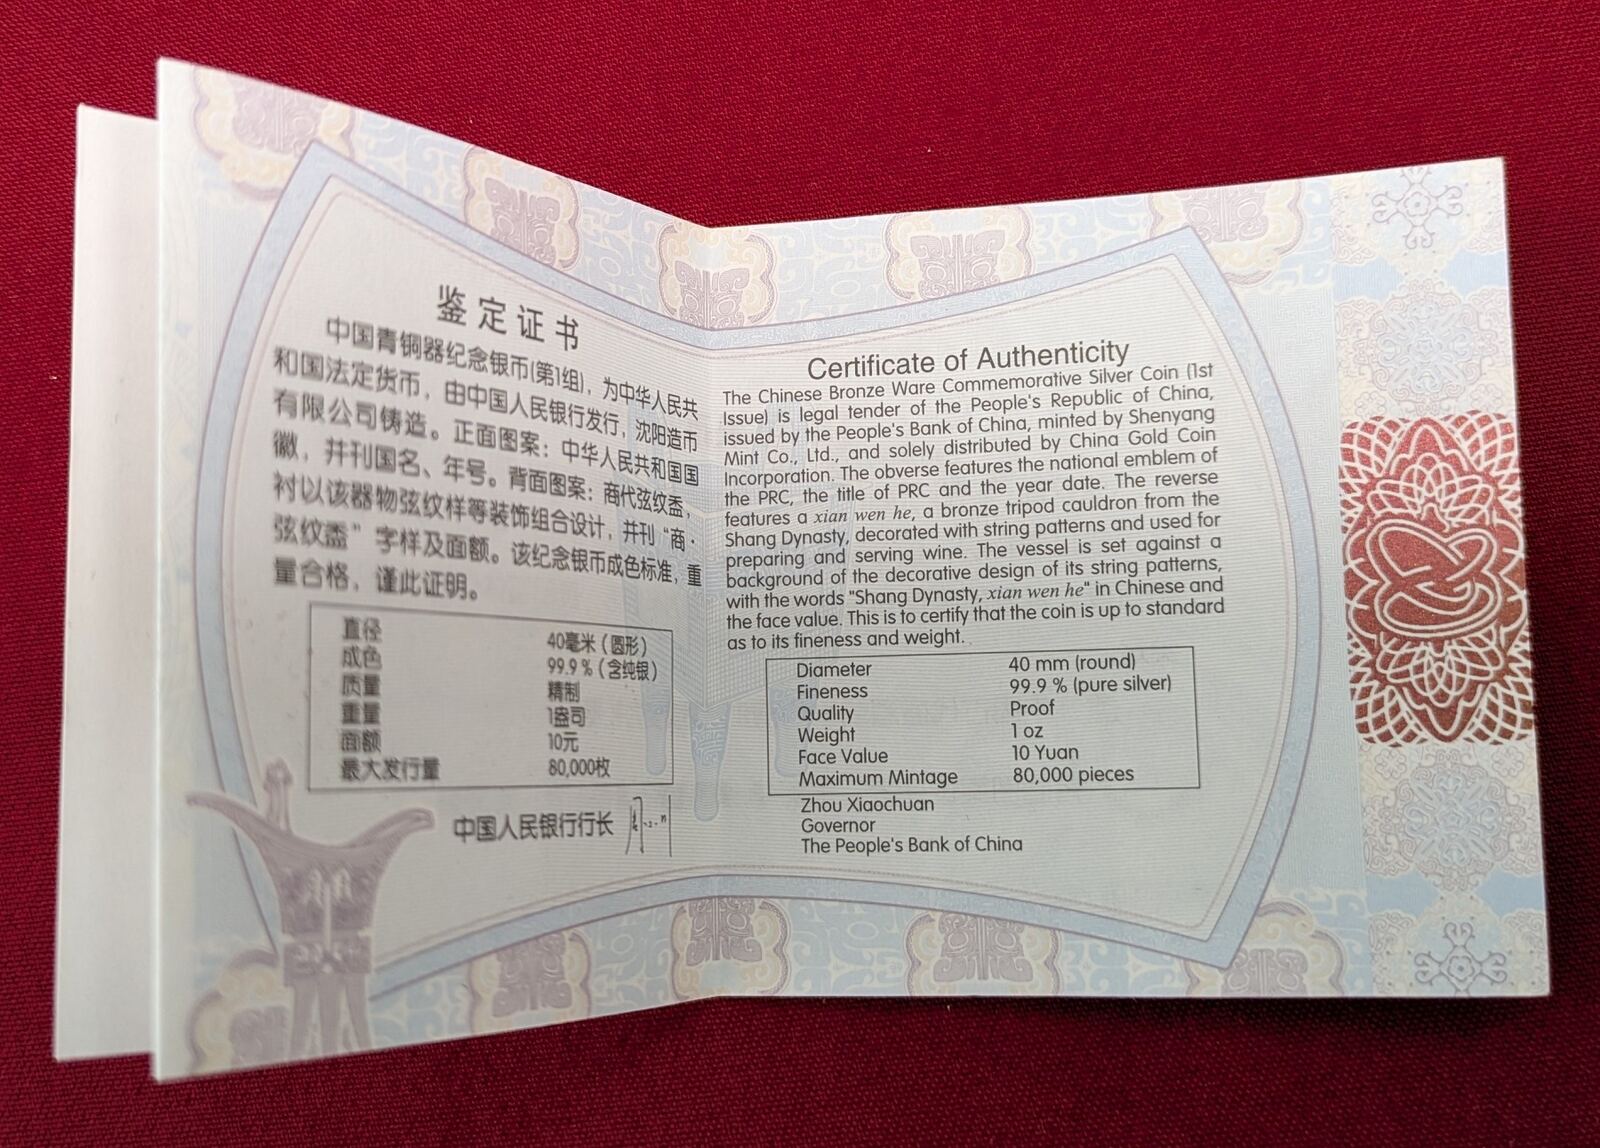 鉴定证书
中国青铜器纪念银币(第1组)，为中华人民共
和国法定货币，由中国人民银行发行，沈阳造币
有限公司铸造。正面图案：中华人民共和国国
徽，并刊国名、年号。背面图案：商代弦纹盉，
衬以该器物弦纹样等装饰组合设计，并刊“商·
弦纹盉”字样及面额。该纪念银币成色标准，重
量合格，谨此证明。
直径 40毫米（圆形）
成色 99.9％（含纯银）
质量 精制
重量 1盎司
面额 10元
最大发行量 80,000枚
中国人民银行行长
Certificate of Authenticity
The Chinese Bronze Ware Commemorative Silver Coin (1st
Issue) is legal tender of the People's Republic of China,
issued by the People's Bank of China, minted by Shenyang
Mint Co., Ltd., and solely distributed by China Gold Coin
Incorporation. The obverse features the national emblem of
the PRC, the title of PRC and the year date. The reverse
features a xian wen he, a bronze tripod cauldron from the
Shang Dynasty, decorated with string patterns and used for
preparing and serving wine. The vessel is set against a
background of the decorative design of its string patterns,
with the words "Shang Dynasty, xian wen he" in Chinese and
the face value. This is to certify that the coin is up to standard
as to its fineness and weight.
Diameter 40 mm (round)
Fineness 99.9 % (pure silver)
Quality Proof
Weight 1 oz
Face Value 10 Yuan
Maximum Mintage 80,000 pieces
Zhou Xiaochuan
Governor
The People's Bank of China